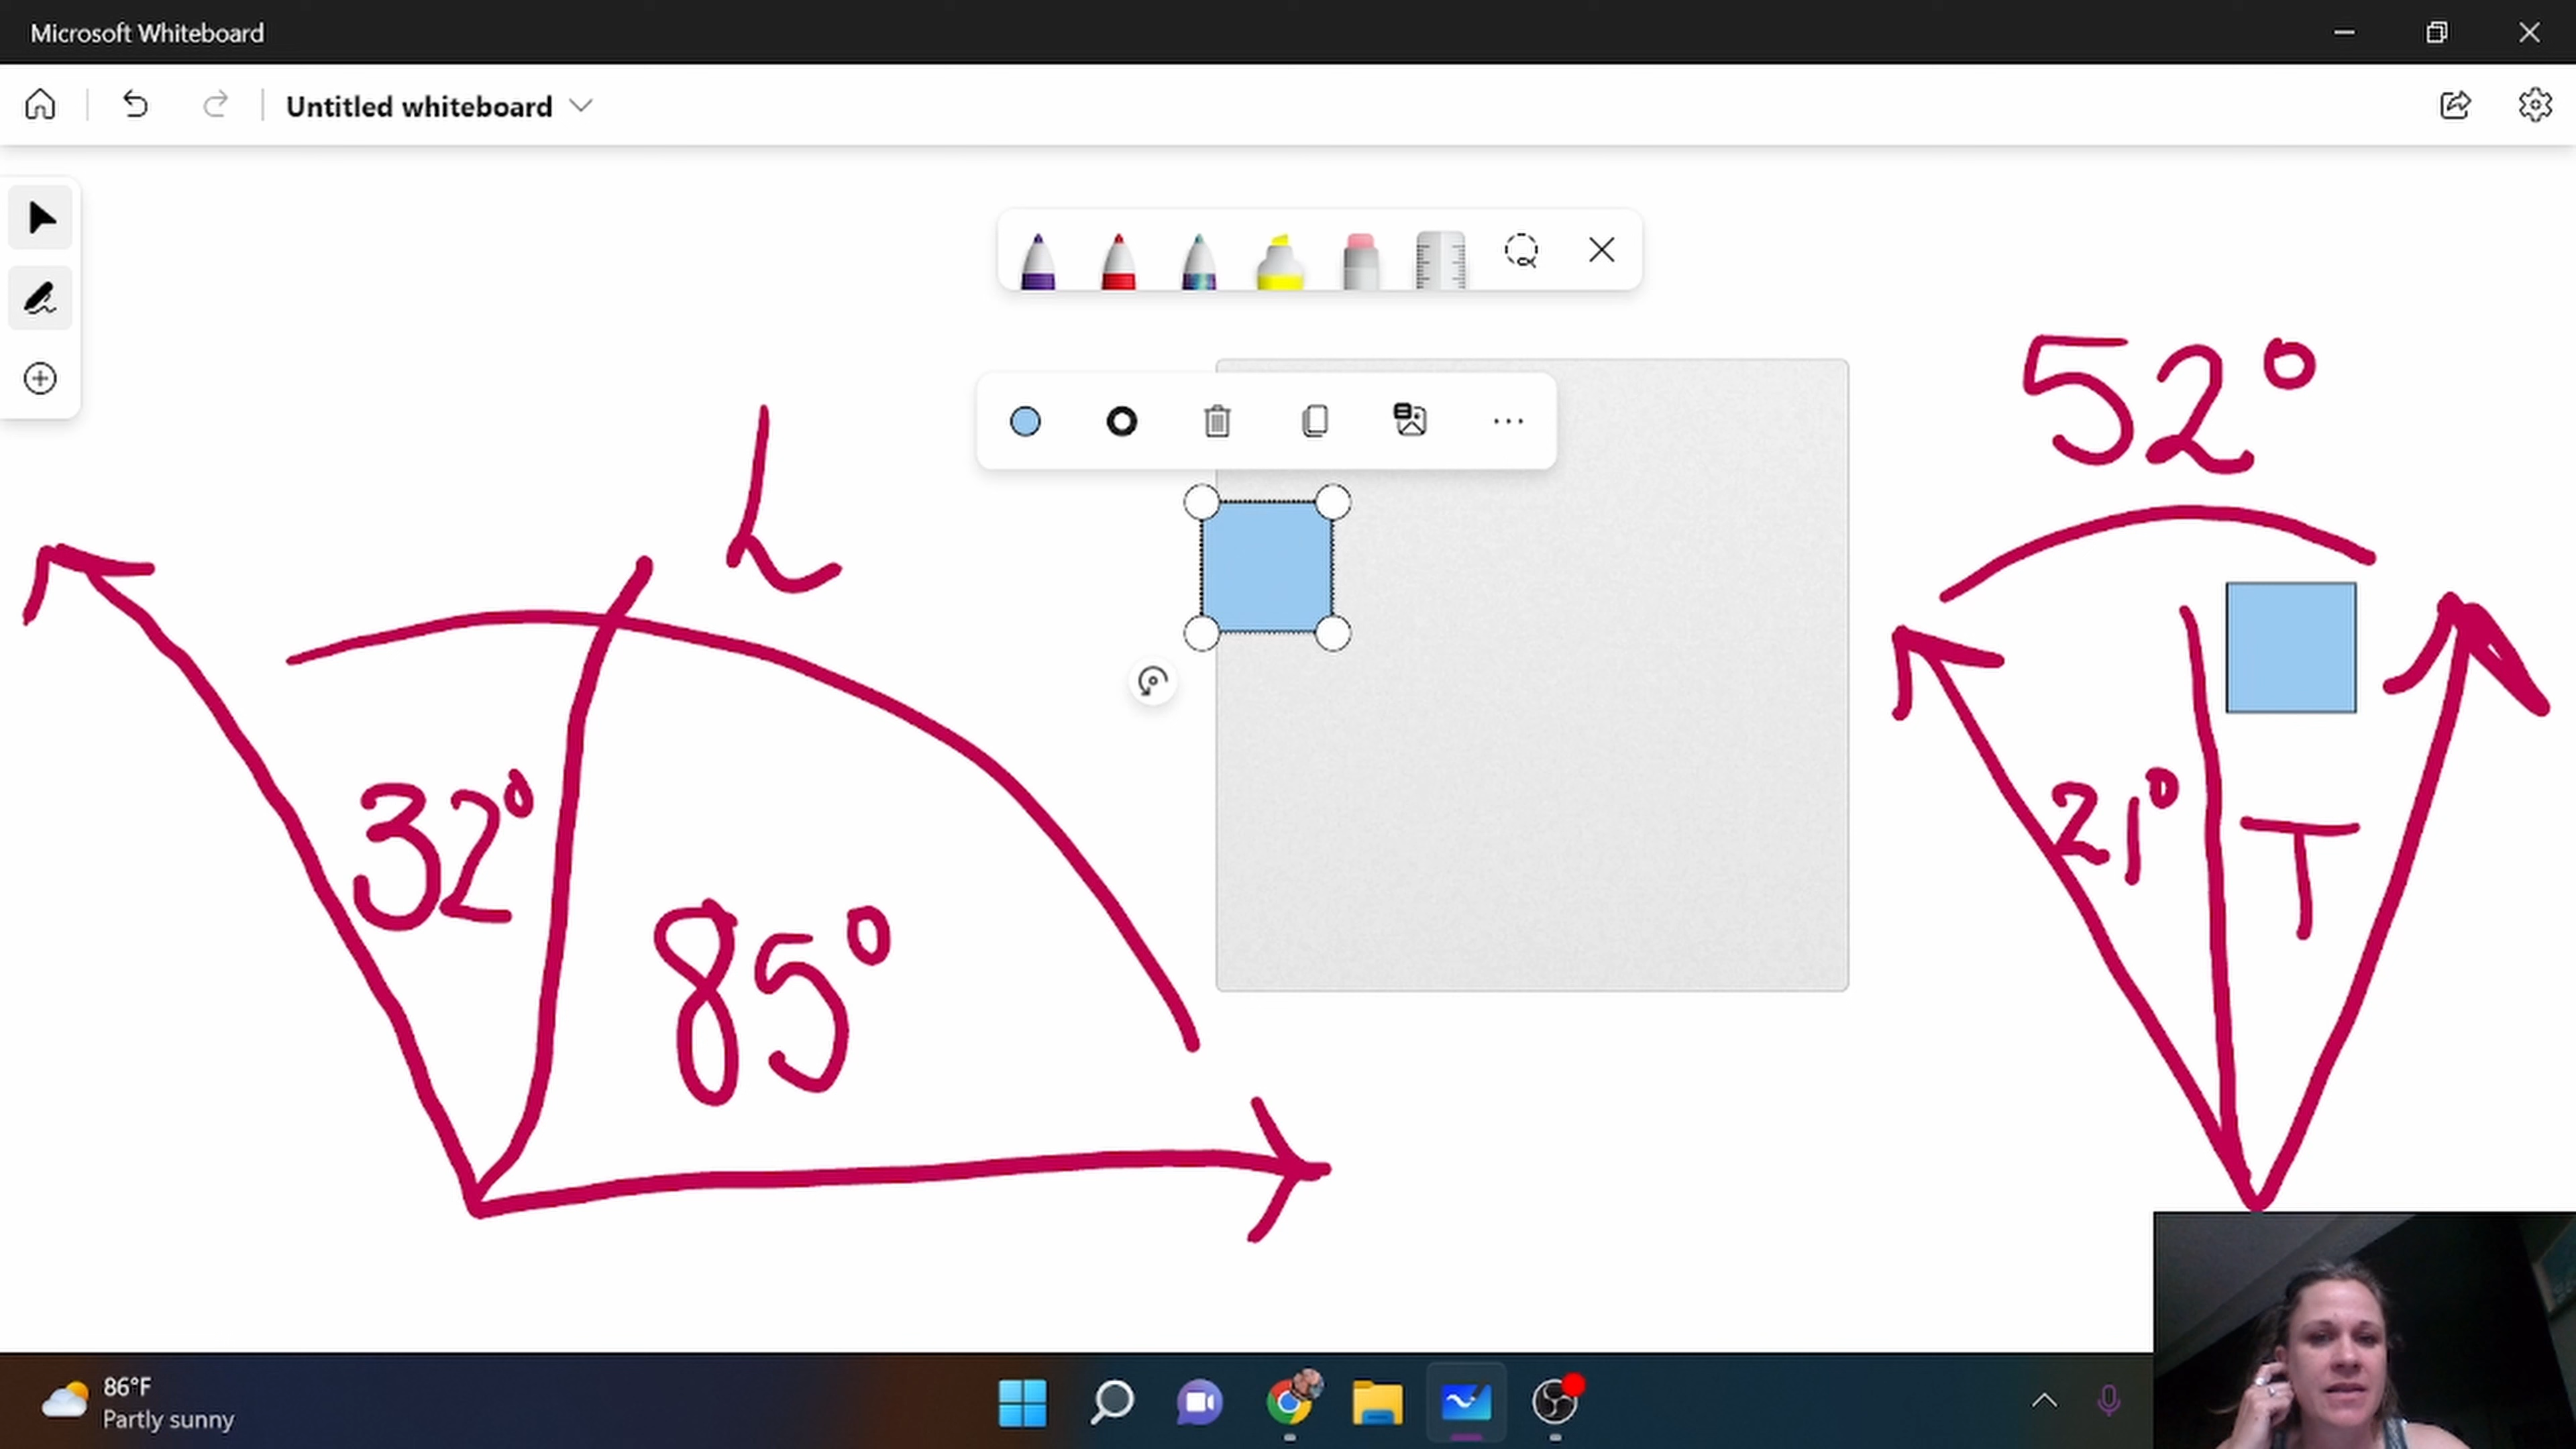 Microsoft Whiteboard
Untitled whiteboard
52°
L
32°
85°
21°
T
86°F
Partly sunny